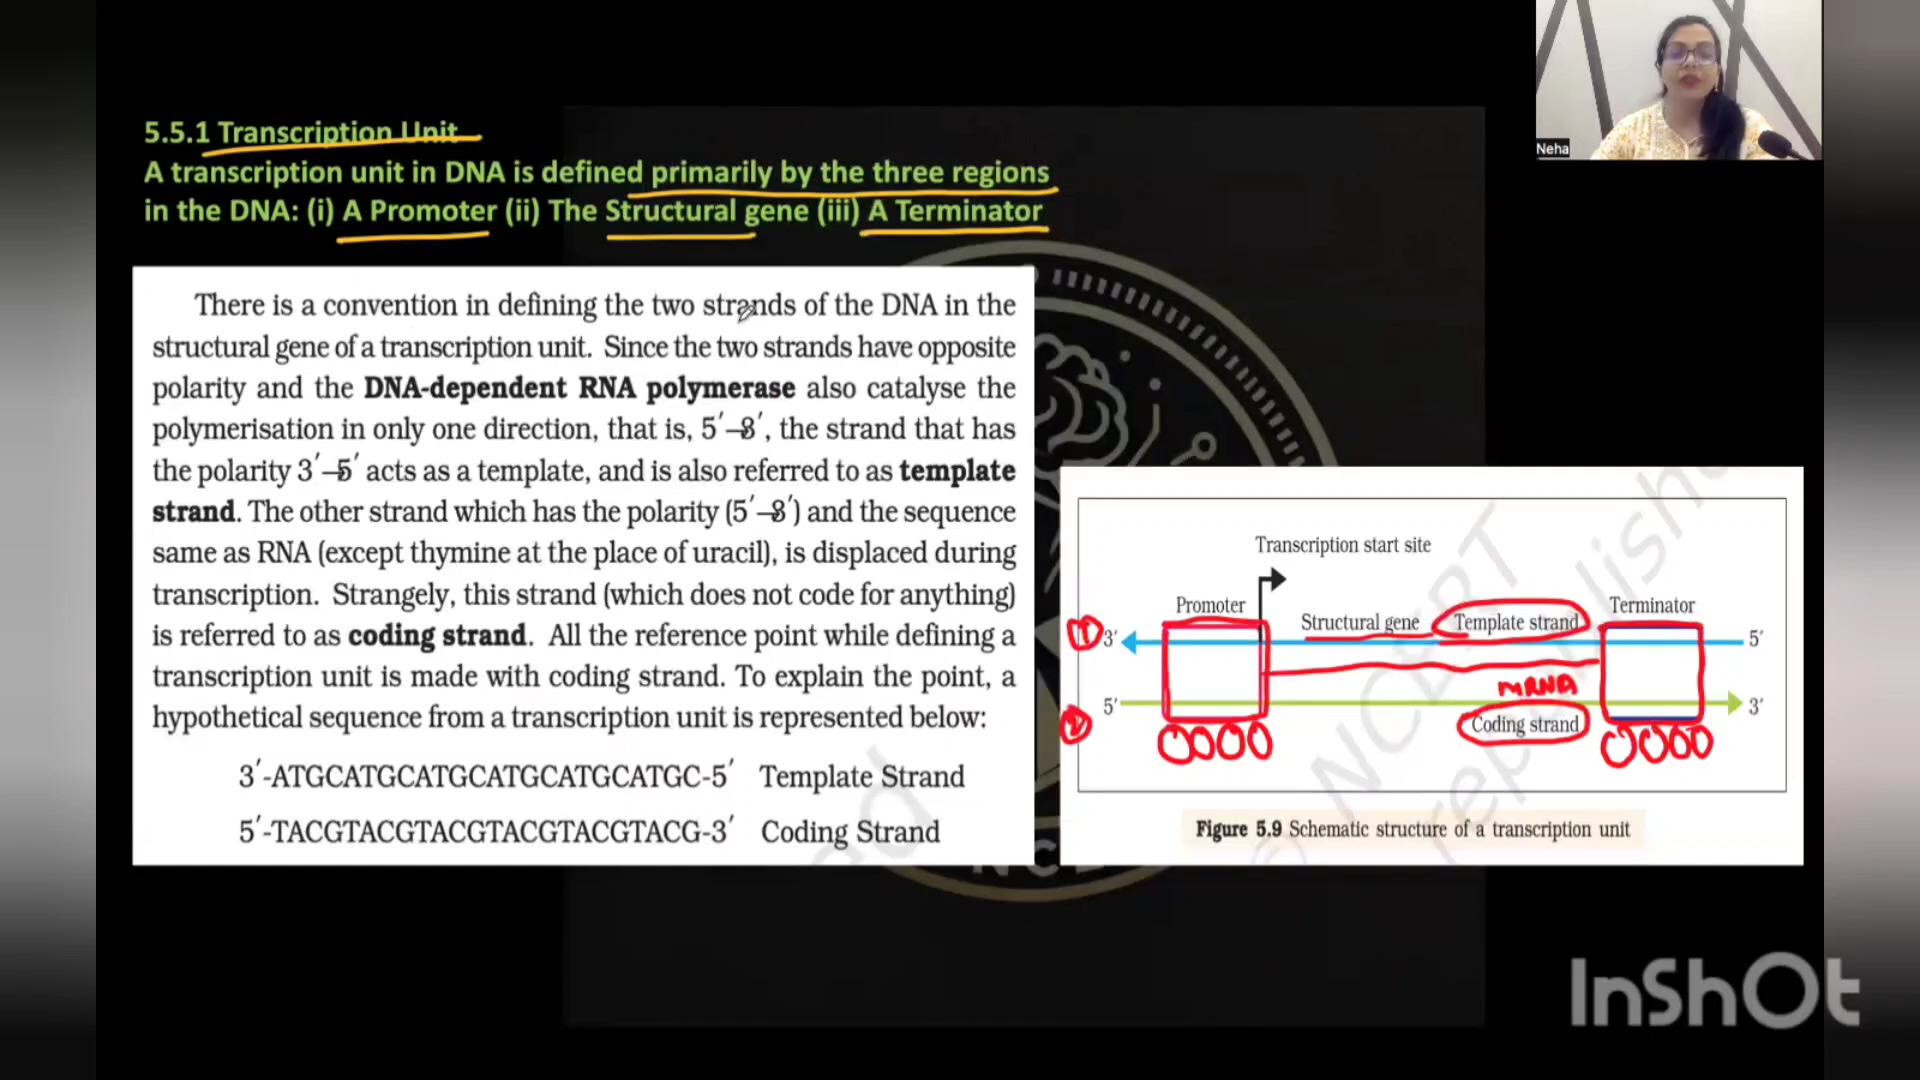 Neha
5.5.1 Transcription Unit
A transcription unit in DNA is defined primarily by the three regions
in the DNA: (i) A Promoter (ii) The Structural gene (iii) A Terminator
There is a convention in defining the two strands of the DNA in the
structural gene of a transcription unit. Since the two strands have opposite
polarity and the DNA-dependent RNA polymerase also catalyse the
polymerisation in only one direction, that is, 5′→3′, the strand that has
the polarity 3′→5′ acts as a template, and is also referred to as template
strand. The other strand which has the polarity (5′→3′) and the sequence
same as RNA (except thymine at the place of uracil), is displaced during
transcription. Strangely, this strand (which does not code for anything)
is referred to as coding strand. All the reference point while defining a
transcription unit is made with coding strand. To explain the point, a
hypothetical sequence from a transcription unit is represented below:
3′-ATGCATGCATGCATGCATGCATGC-5′ Template Strand
5′-TACGTACGTACGTACGTACGTACG-3′ Coding Strand
Transcription start site
Promoter
Structural gene
Template strand
Terminator
1 3′ 5′
mRNA
2 5′ 3′
Coding strand
Figure 5.9 Schematic structure of a transcription unit
© NCERT
InShOt